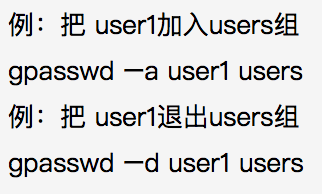 例：把 user1加入users组
gpasswd －a user1 users
例：把 user1退出users组
gpasswd －d user1 users